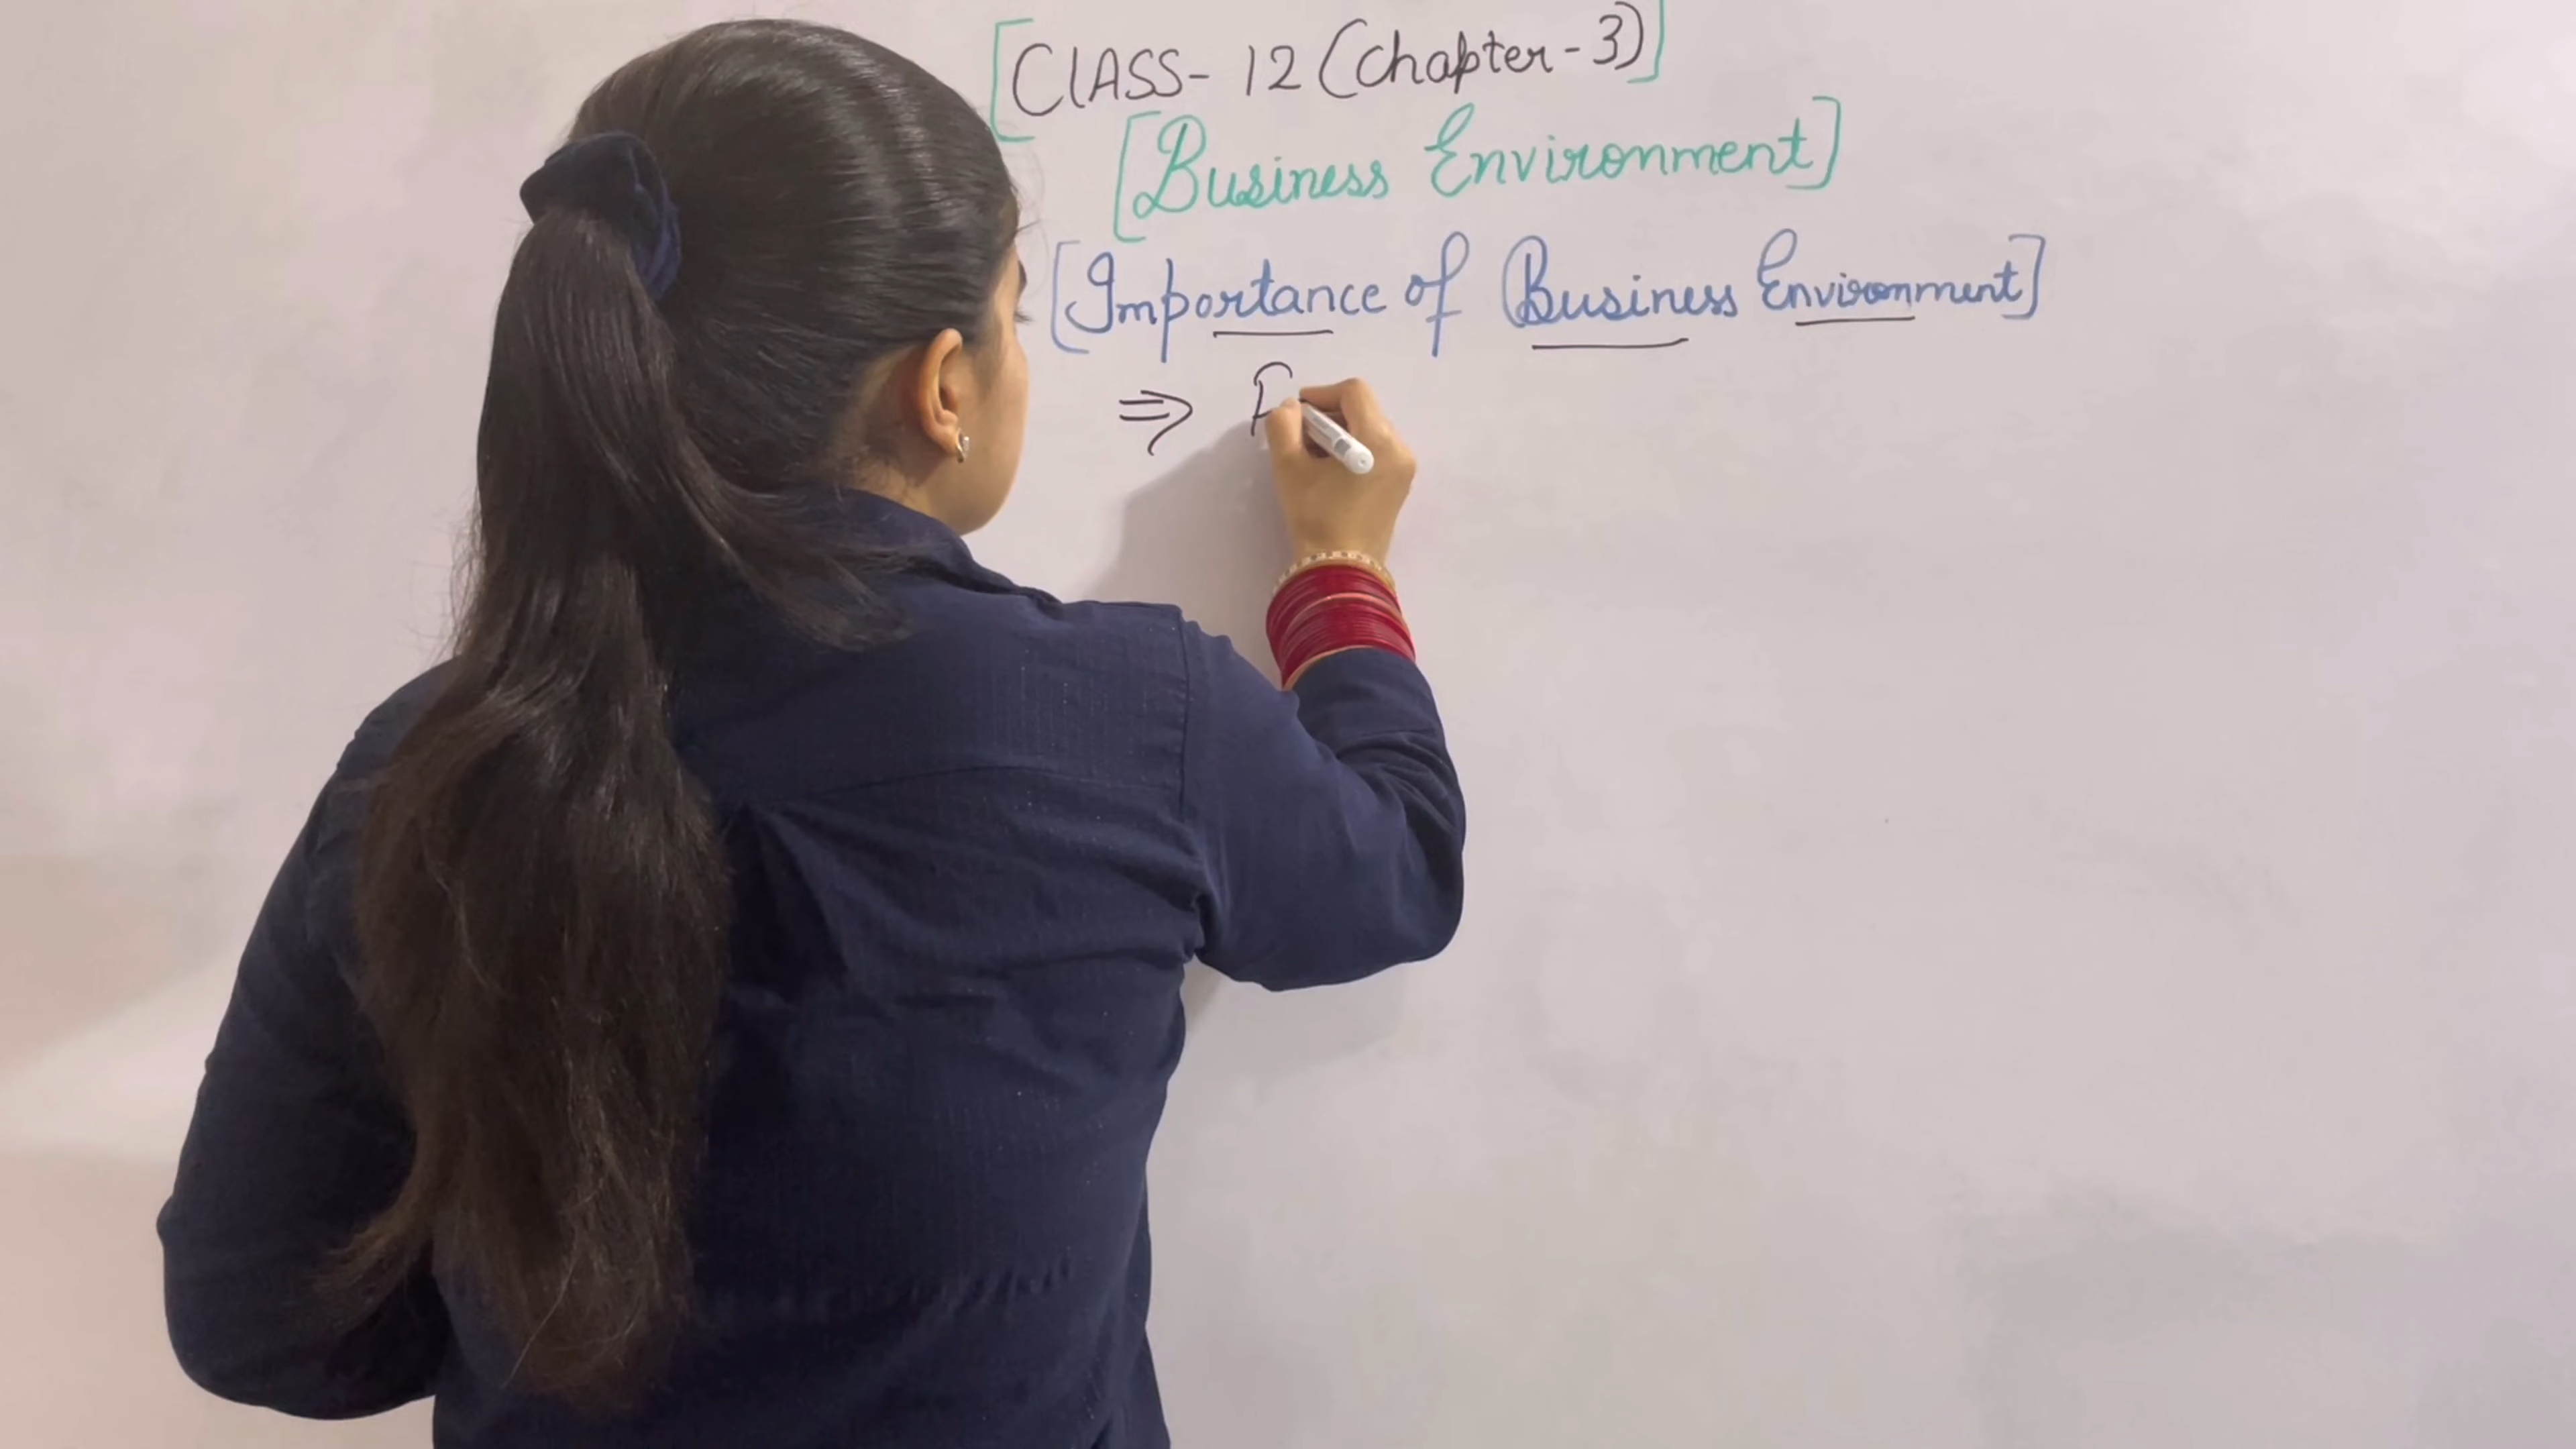 [CLASS- 12 (Chapter-3)]
[Business Environment]
[Importance of Business Environment]
⇒